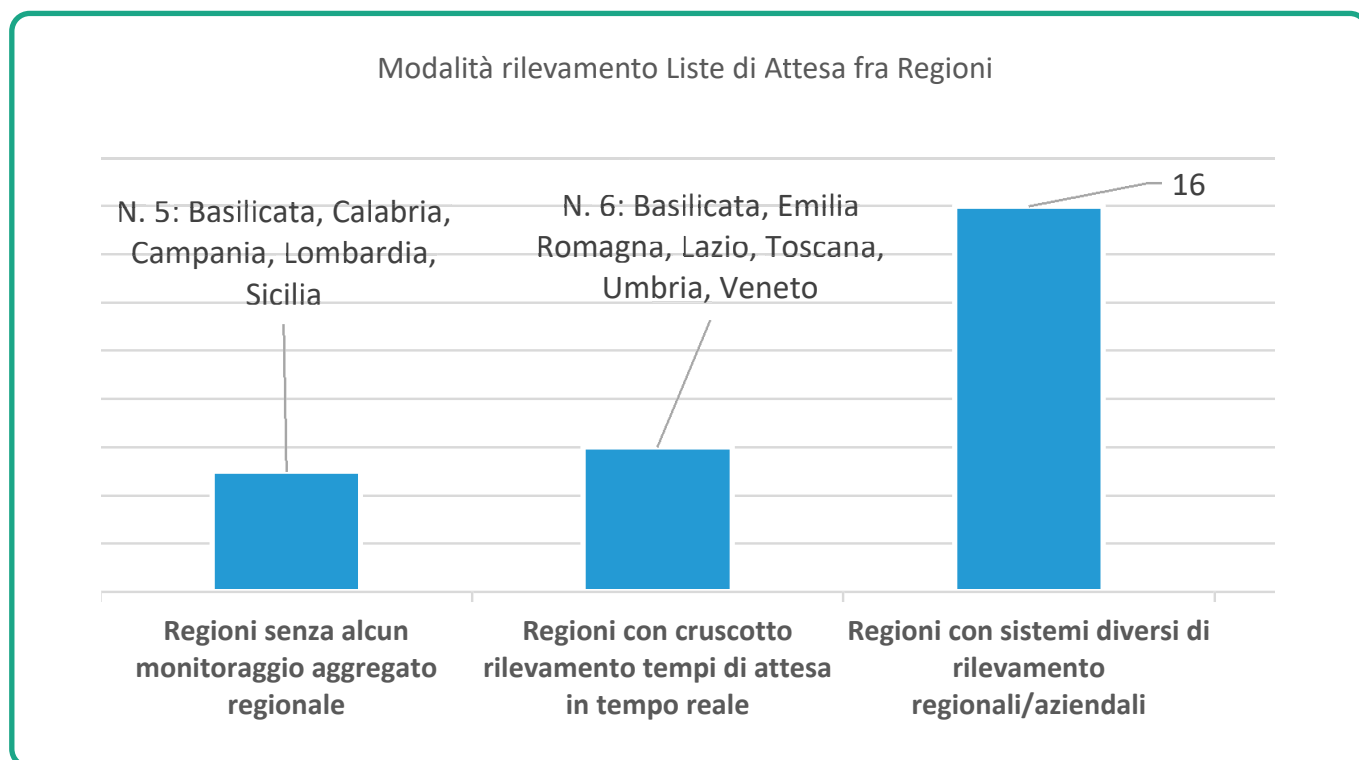 Modalità rilevamento Liste di Attesa fra Regioni
N. 5: Basilicata, Calabria,
Campania, Lombardia,
Sicilia
N. 6: Basilicata, Emilia
Romagna, Lazio, Toscana,
Umbria, Veneto
16
Regioni senza alcun
monitoraggio aggregato
regionale
Regioni con cruscotto
rilevamento tempi di attesa
in tempo reale
Regioni con sistemi diversi di
rilevamento
regionali/aziendali